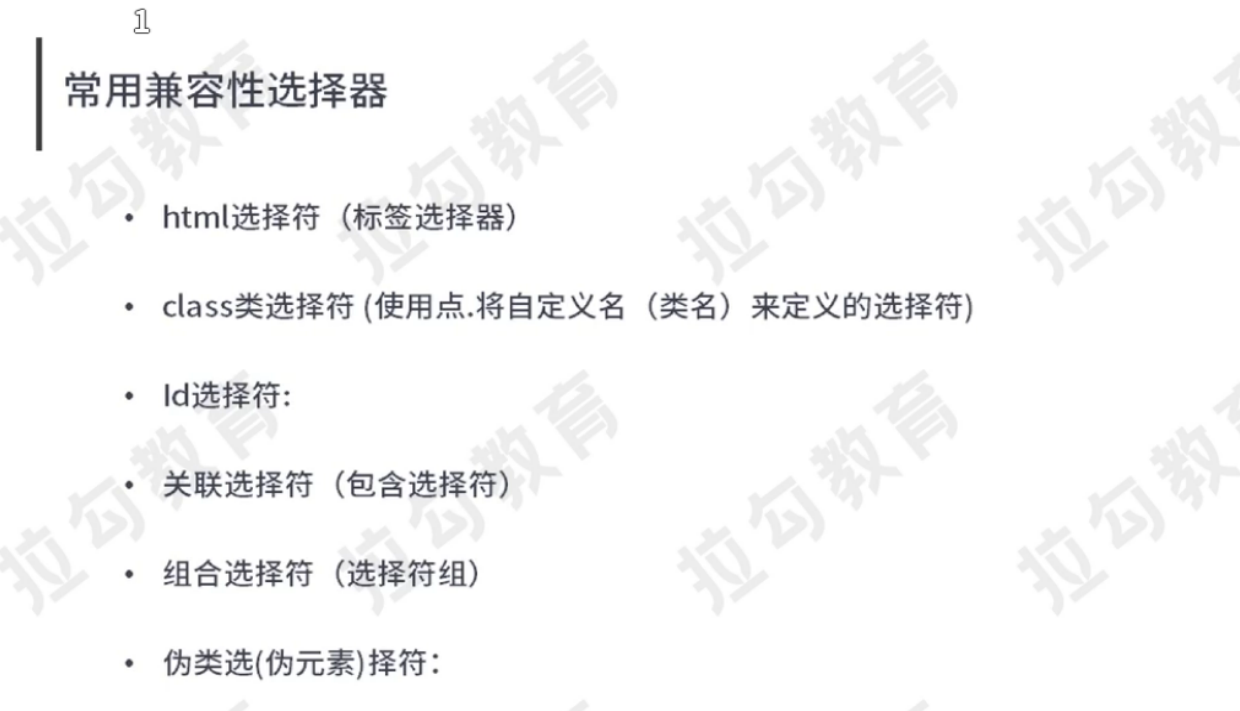 1
常用兼容性选择器
• html选择符（标签选择器）
• class类选择符 (使用点.将自定义名（类名）来定义的选择符)
• Id选择符:
• 关联选择符（包含选择符）
• 组合选择符（选择符组）
• 伪类选(伪元素)择符：
拉勾教育
拉勾教育
拉勾教育
拉勾教
拉勾教育
拉勾教育
拉勾教育
拉勾教